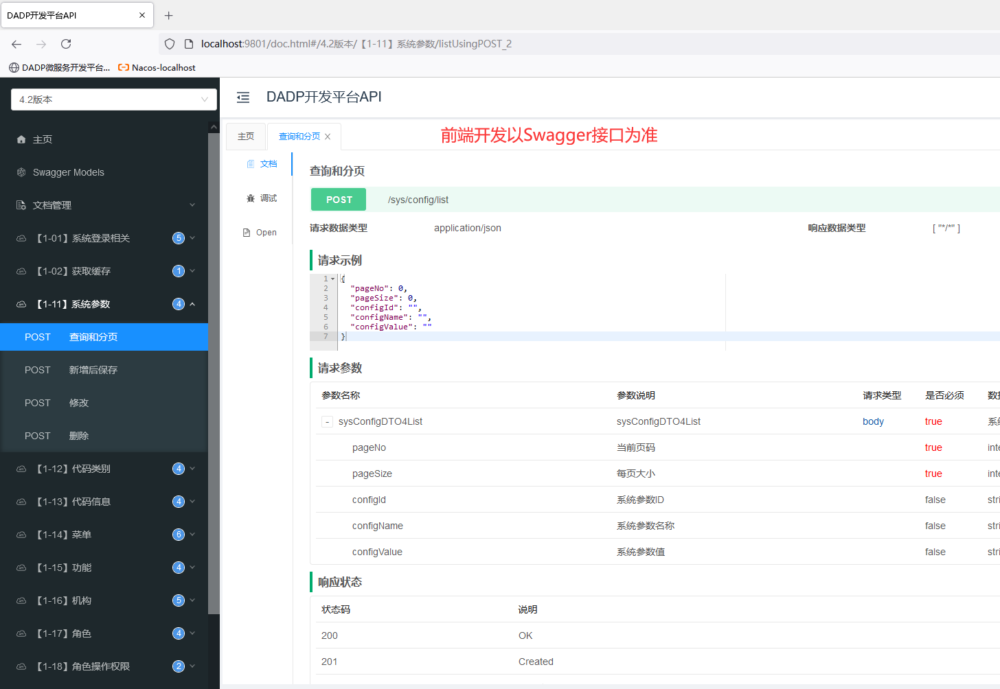 DADP开发平台API
localhost:9801/doc.html#/4.2版本/【1-11】系统参数/listUsingPOST_2
DADP微服务开发平台... Nacos-localhost
4.2版本
DADP开发平台API
主页
Swagger Models
文档管理
【1-01】系统登录相关 5
【1-02】获取缓存 1
【1-11】系统参数 4
POST 查询和分页
POST 新增后保存
POST 修改
POST 删除
【1-12】代码类别 4
【1-13】代码信息 4
【1-14】菜单 6
【1-15】功能 4
【1-16】机构 5
【1-17】角色 4
【1-18】角色操作权限 2
主页 查询和分页
前端开发以Swagger接口为准
文档
调试
Open
查询和分页
POST /sys/config/list
请求数据类型 application/json 响应数据类型 [ "*/*" ]
请求示例
1 {
2 "pageNo": 0,
3 "pageSize": 0,
4 "configId": "",
5 "configName": "",
6 "configValue": ""
7 }
请求参数
参数名称 参数说明 请求类型 是否必须 数据
- sysConfigDTO4List sysConfigDTO4List body true 系
pageNo 当前页码 true inte
pageSize 每页大小 true inte
configId 系统参数ID false stri
configName 系统参数名称 false stri
configValue 系统参数值 false stri
响应状态
状态码 说明
200 OK
201 Created